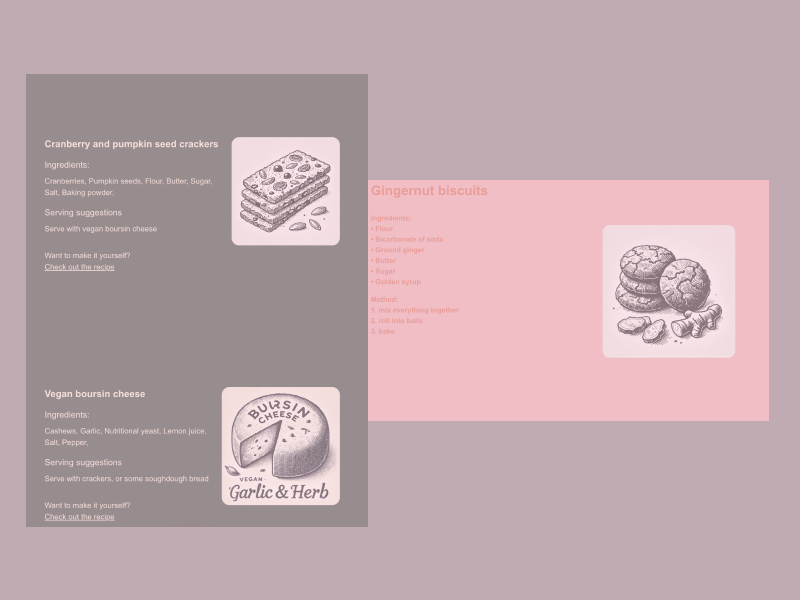 Cranberry and pumpkin seed crackers
Ingredients:
Cranberries, Pumpkin seeds, Flour, Butter, Sugar,
Salt, Baking powder,
Serving suggestions
Serve with vegan boursin cheese
Want to make it yourself?
Check out the recipe
Vegan boursin cheese
Ingredients:
Cashews, Garlic, Nutritional yeast, Lemon juice,
Salt, Pepper,
Serving suggestions
Serve with crackers, or some soughdough bread
Want to make it yourself?
Check out the recipe
BURSIN
CHEESE
VEGAN
Garlic & Herb
Gingernut biscuits
Ingredients:
• Flour
• Bicarbonate of soda
• Ground ginger
• Butter
• Sugar
• Golden syrup
Method:
1. mix everything together
2. roll into balls
3. bake